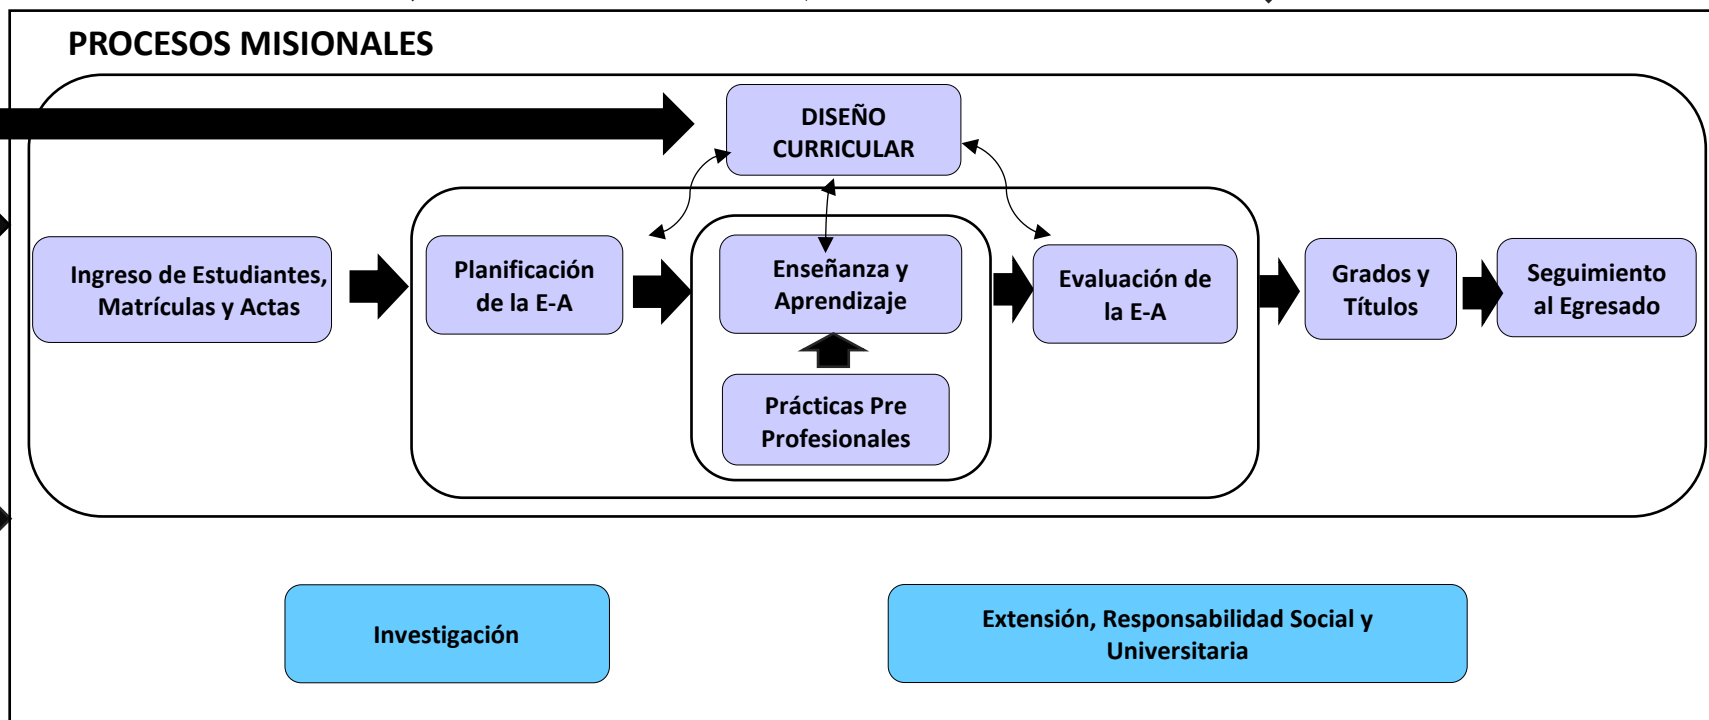 PROCESOS MISIONALES
DISEÑO
CURRICULAR
Ingreso de Estudiantes,
Matrículas y Actas
Planificación
de la E-A
Enseñanza y
Aprendizaje
Prácticas Pre
Profesionales
Evaluación de
la E-A
Grados y
Títulos
Seguimiento
al Egresado
Investigación
Extensión, Responsabilidad Social y
Universitaria